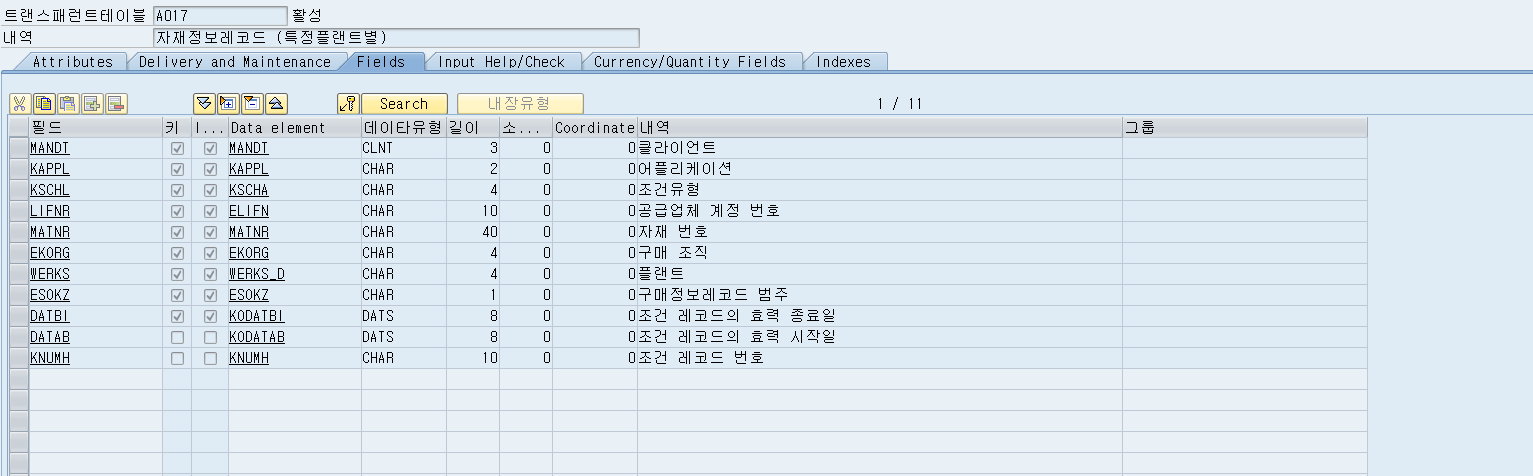 트랜스패런트테이블 A017 활성
내역 자재정보레코드 (특정플랜트별)
Attributes Delivery and Maintenance Fields Input Help/Check Currency/Quantity Fields Indexes
Search 내장유형 1 / 11
필드 키 I... Data element 데이타유형 길이 소... Coordinate 내역 그룹
MANDT MANDT CLNT 3 0 0 클라이언트
KAPPL KAPPL CHAR 2 0 0 어플리케이션
KSCHL KSCHA CHAR 4 0 0 조건유형
LIFNR ELIFN CHAR 10 0 0 공급업체 계정 번호
MATNR MATNR CHAR 40 0 0 자재 번호
EKORG EKORG CHAR 4 0 0 구매 조직
WERKS WERKS_D CHAR 4 0 0 플랜트
ESOKZ ESOKZ CHAR 1 0 0 구매정보레코드 범주
DATBI KODATBI DATS 8 0 0 조건 레코드의 효력 종료일
DATAB KODATAB DATS 8 0 0 조건 레코드의 효력 시작일
KNUMH KNUMH CHAR 10 0 0 조건 레코드 번호